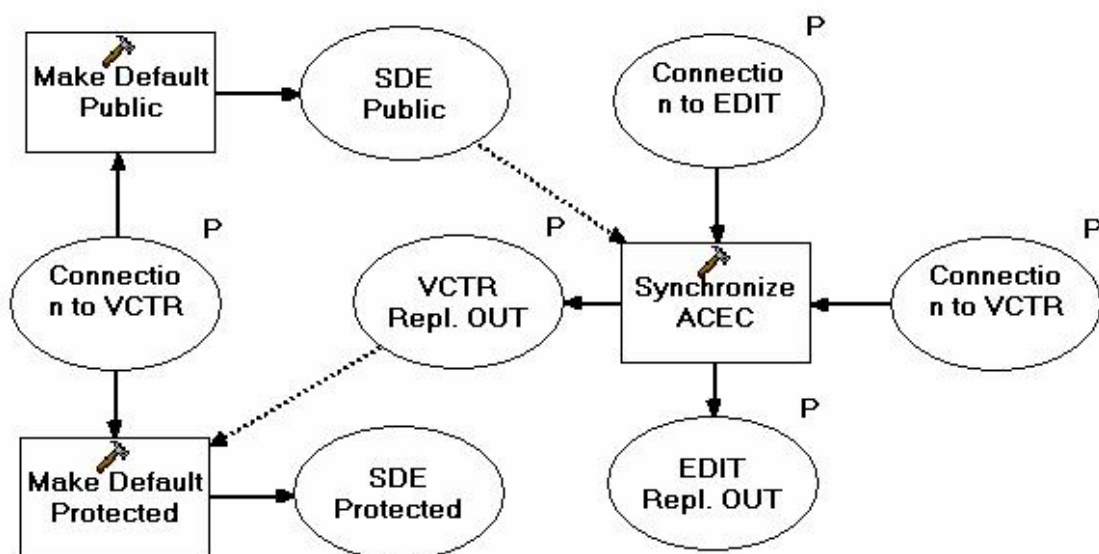 P
Make Default
Public
SDE
Public
Connectio
n to EDIT
P
Connectio
n to VCTR
P
VCTR
Repl. OUT
Synchronize
ACEC
P
Connectio
n to VCTR
Make Default
Protected
SDE
Protected
P
EDIT
Repl. OUT